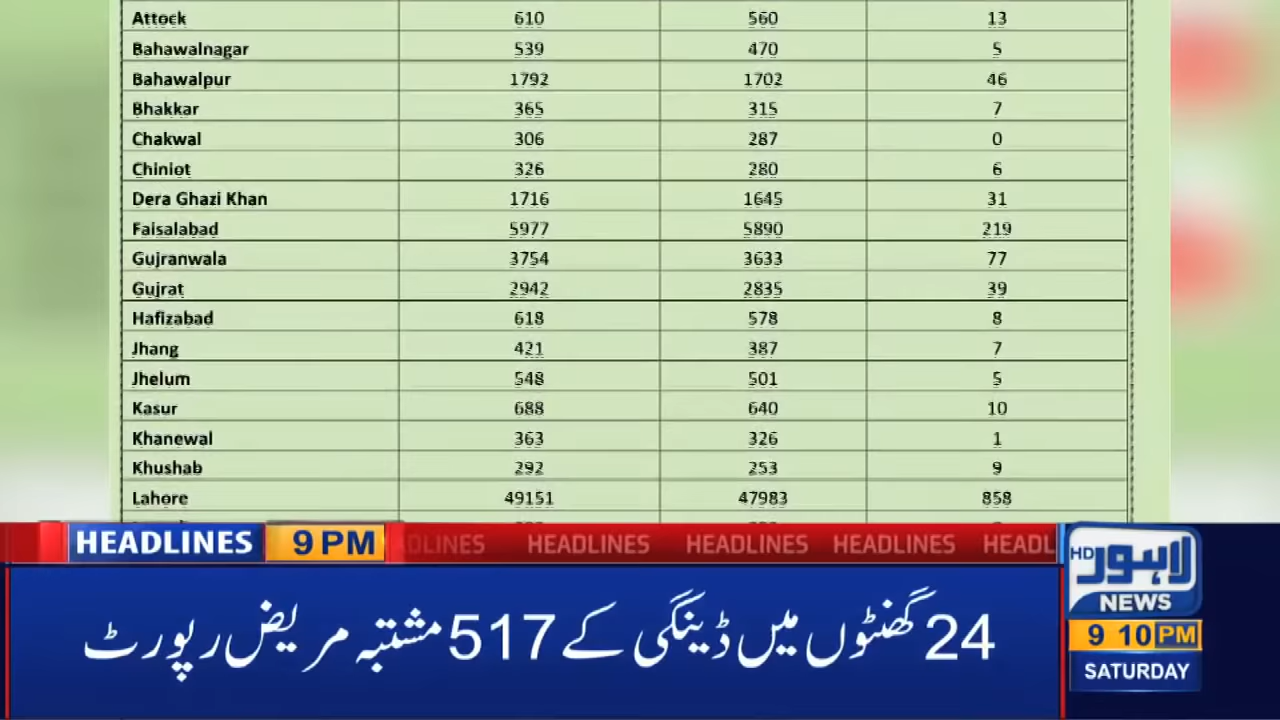 Attock 610 560 13
Bahawalnagar 539 470 5
Bahawalpur 1792 1702 46
Bhakkar 365 315 7
Chakwal 306 287 0
Chiniot 326 280 6
Dera Ghazi Khan 1716 1645 31
Faisalabad 5977 5890 219
Gujranwala 3754 3633 77
Gujrat 2942 2835 39
Hafizabad 618 578 8
Jhang 421 387 7
Jhelum 548 501 5
Kasur 688 640 10
Khanewal 363 326 1
Khushab 292 253 9
Lahore 49151 47983 858
HEADLINES 9 PM DLINES HEADLINES HEADLINES HEADLINES HEADL
24 گھنٹوں میں ڈینگی کے 517 مشتبہ مریض رپورٹ
HD لاہور
NEWS
9 10 PM
SATURDAY